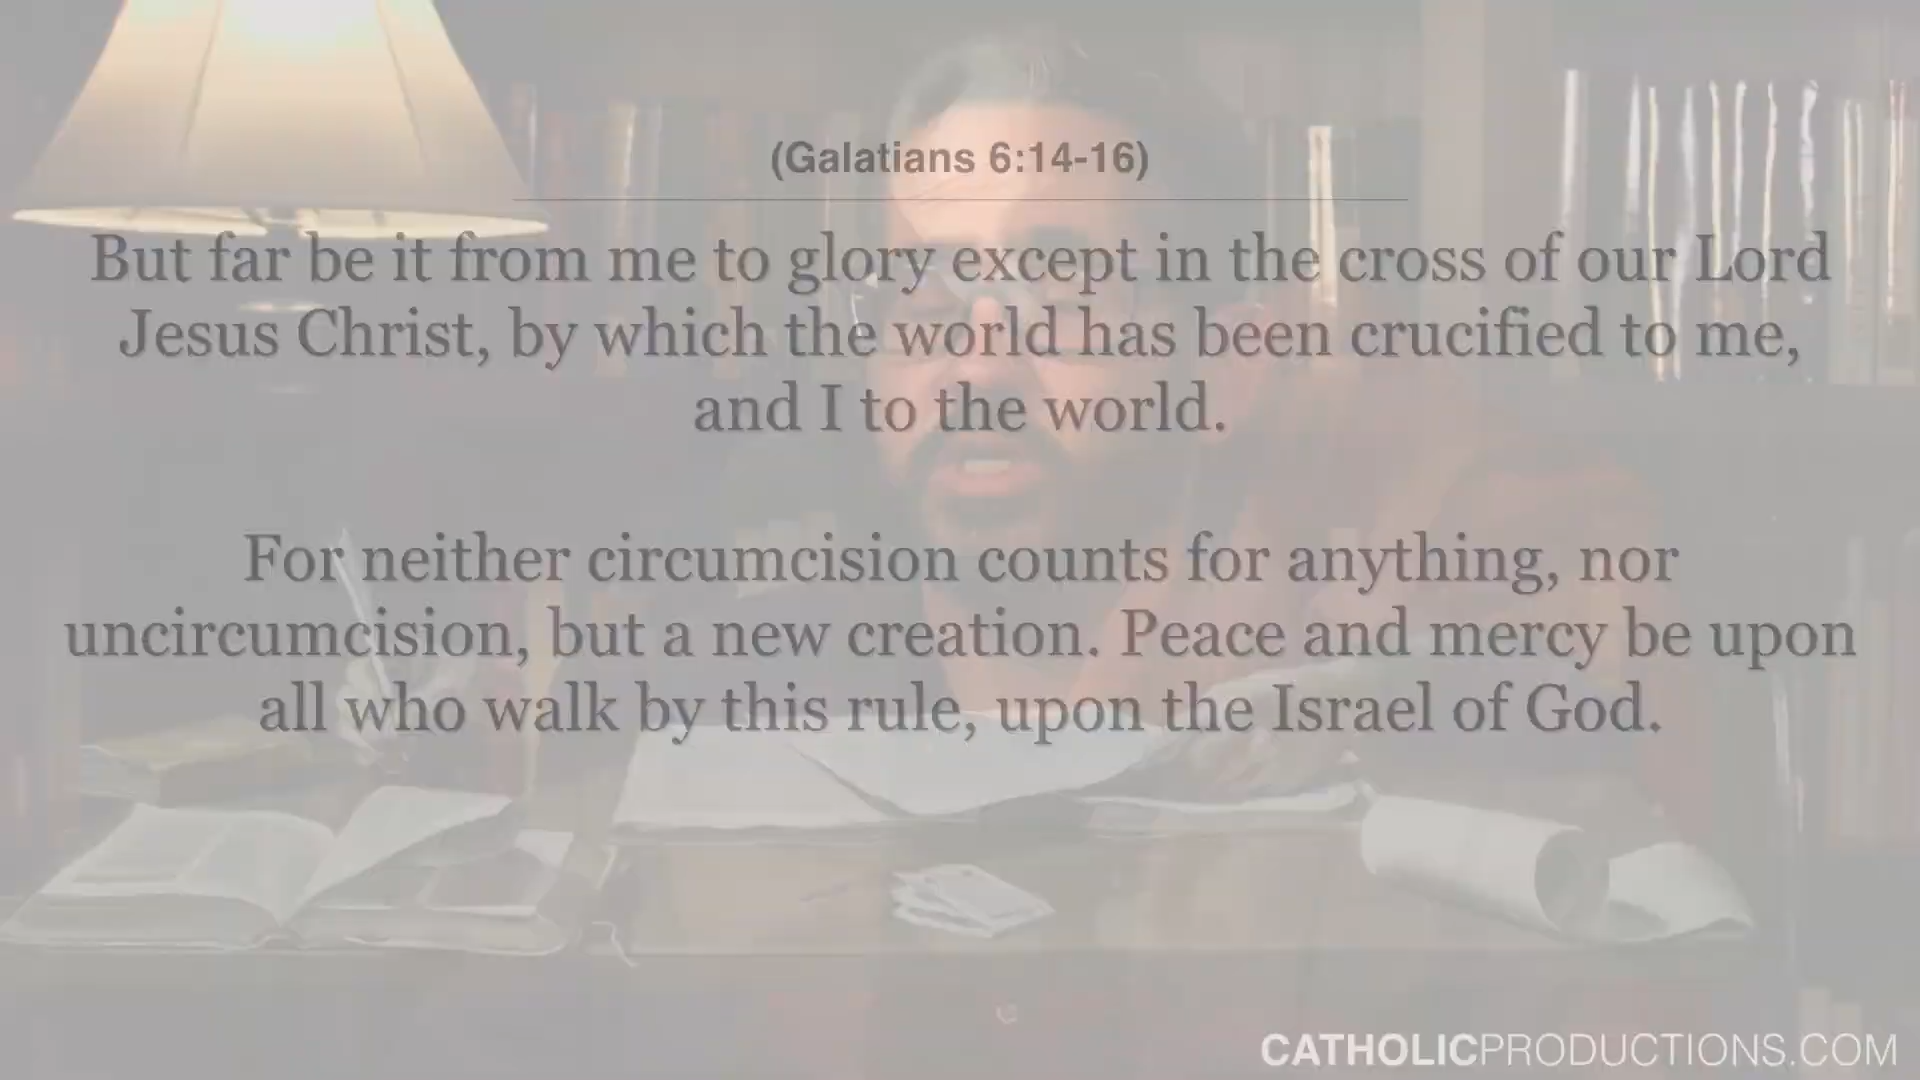 (Galatians 6:14-16)
But far be it from me to glory except in the cross of our Lord
Jesus Christ, by which the world has been crucified to me,
and I to the world.
For neither circumcision counts for anything, nor
uncircumcision, but a new creation. Peace and mercy be upon
all who walk by this rule, upon the Israel of God.
CATHOLICPRODUCTIONS.COM